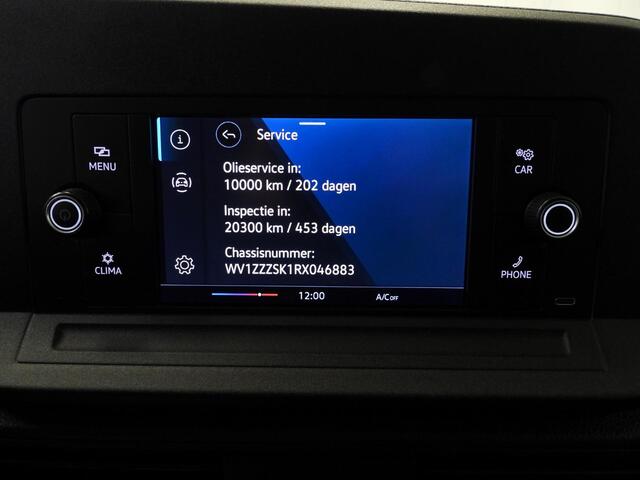 Service
MENU
CAR
Olieservice in:
10000 km / 202 dagen
Inspectie in:
20300 km / 453 dagen
Chassisnummer:
WV1ZZZSK1RX046883
CLIMA
PHONE
12:00
A/C OFF